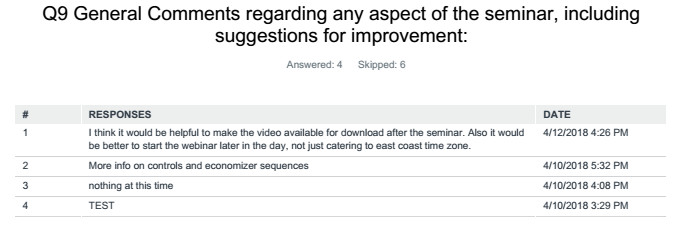 Q9 General Comments regarding any aspect of the seminar, including
suggestions for improvement:
Answered: 4 Skipped: 6
# RESPONSES DATE
1 I think it would be helpful to make the video available for download after the seminar. Also it would 4/12/2018 4:26 PM
be better to start the webinar later in the day, not just catering to east coast time zone.
2 More info on controls and economizer sequences 4/10/2018 5:32 PM
3 nothing at this time 4/10/2018 4:08 PM
4 TEST 4/10/2018 3:29 PM